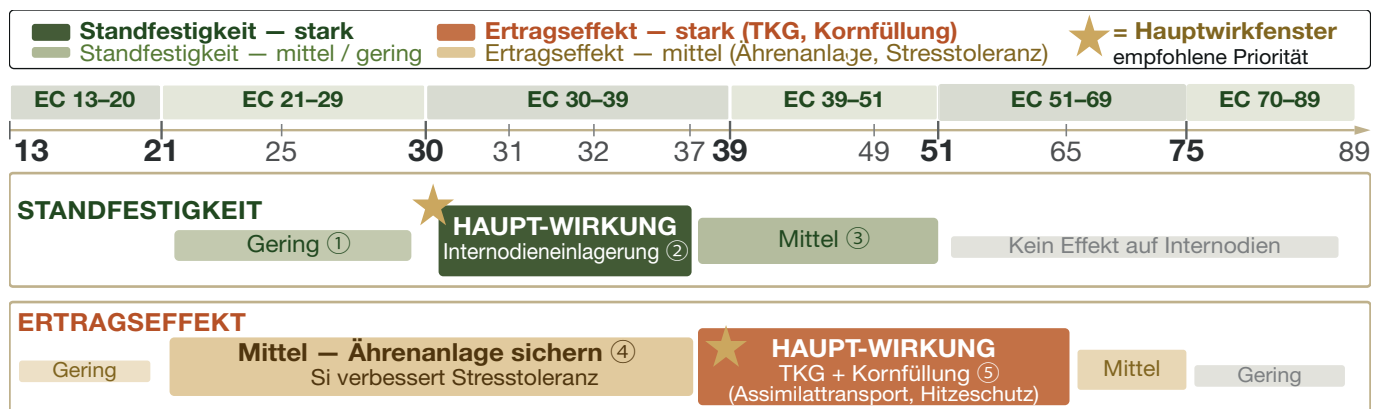 Standfestigkeit — stark
Standfestigkeit — mittel / gering
Ertragseffekt — stark (TKG, Kornfüllung)
Ertragseffekt — mittel (Ährenanlage, Stresstoleranz)
= Hauptwirkfenster
empfohlene Priorität
EC 13–20 EC 21–29 EC 30–39 EC 39–51 EC 51–69 EC 70–89
13 21 25 30 31 32 37 39 49 51 65 75 89
STANDFESTIGKEIT
Gering ①
HAUPT-WIRKUNG
Internodieneinlagerung ②
Mittel ③
Kein Effekt auf Internodien
ERTRAGSEFFEKT
Gering
Mittel — Ährenanlage sichern ④
Si verbessert Stresstoleranz
HAUPT-WIRKUNG
TKG + Kornfüllung ⑤
(Assimilattransport, Hitzeschutz)
Mittel
Gering